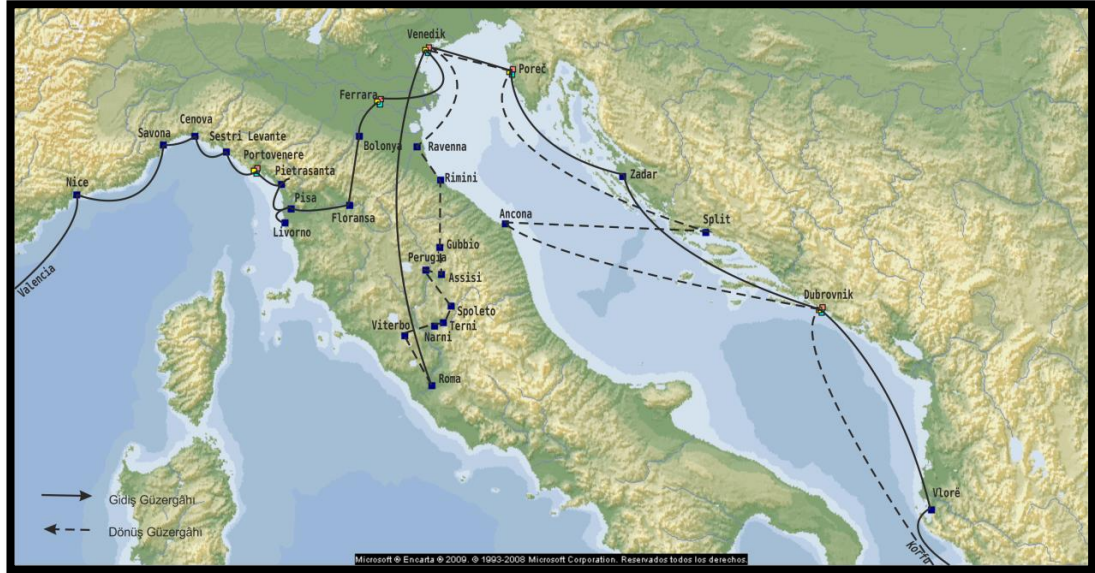 Venedik
Poreč
Ferrara
Cenova
Savona
Sestri Levante
Bolonya
Ravenna
Portovenere
Pietrasanta
Nice
Rimini
Zadar
Pisa
Floransa
Ancona
Split
Livorno
Gubbio
Perugia
Assisi
Valencia
Dubrovnik
Spoleto
Viterbo
Terni
Narni
Roma
Vlorë
Gidiş Güzergâhı
Dönüş Güzergâhı
Korfu
Microsoft ® Encarta ® 2009. © 1993-2008 Microsoft Corporation. Reservados todos los derechos.